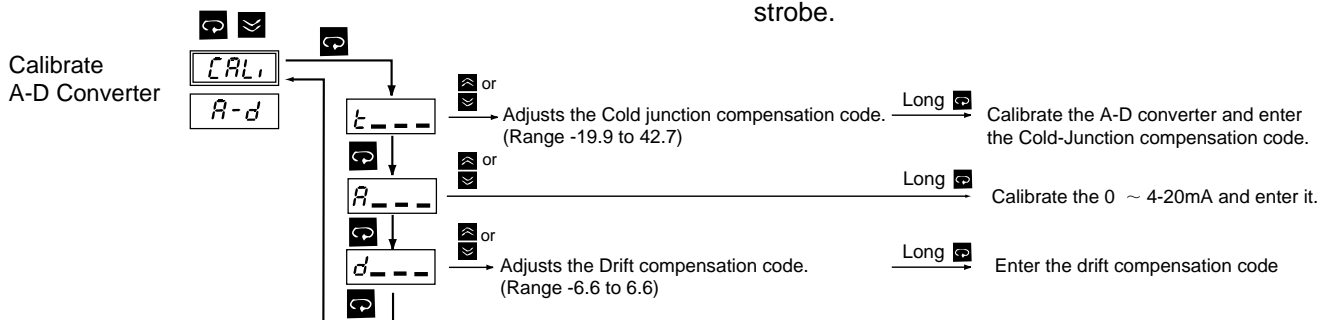 strobe.
Calibrate
A-D Converter
CALi
A-d
t_ _ _
or
Adjusts the Cold junction compensation code.
(Range -19.9 to 42.7)
Long
Calibrate the A-D converter and enter
the Cold-Junction compensation code.
A_ _ _
or
Long
Calibrate the 0 ～ 4-20mA and enter it.
d_ _ _
or
Adjusts the Drift compensation code.
(Range -6.6 to 6.6)
Long
Enter the drift compensation code